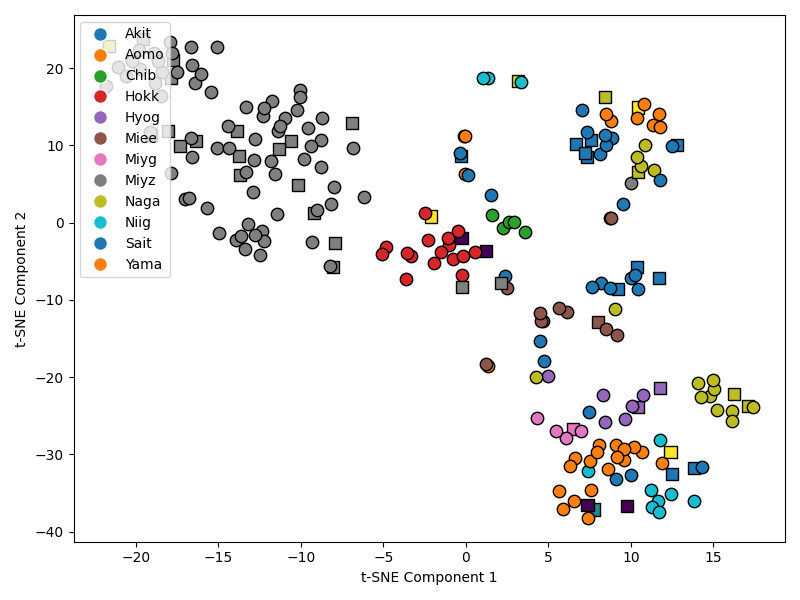 Akit
Aomo
Chib
Hokk
Hyog
Miee
Miyg
Miyz
Naga
Niig
Sait
Yama
20
10
0
−10
−20
−30
−40
t-SNE Component 2
−20
−15
−10
−5
0
5
10
15
t-SNE Component 1